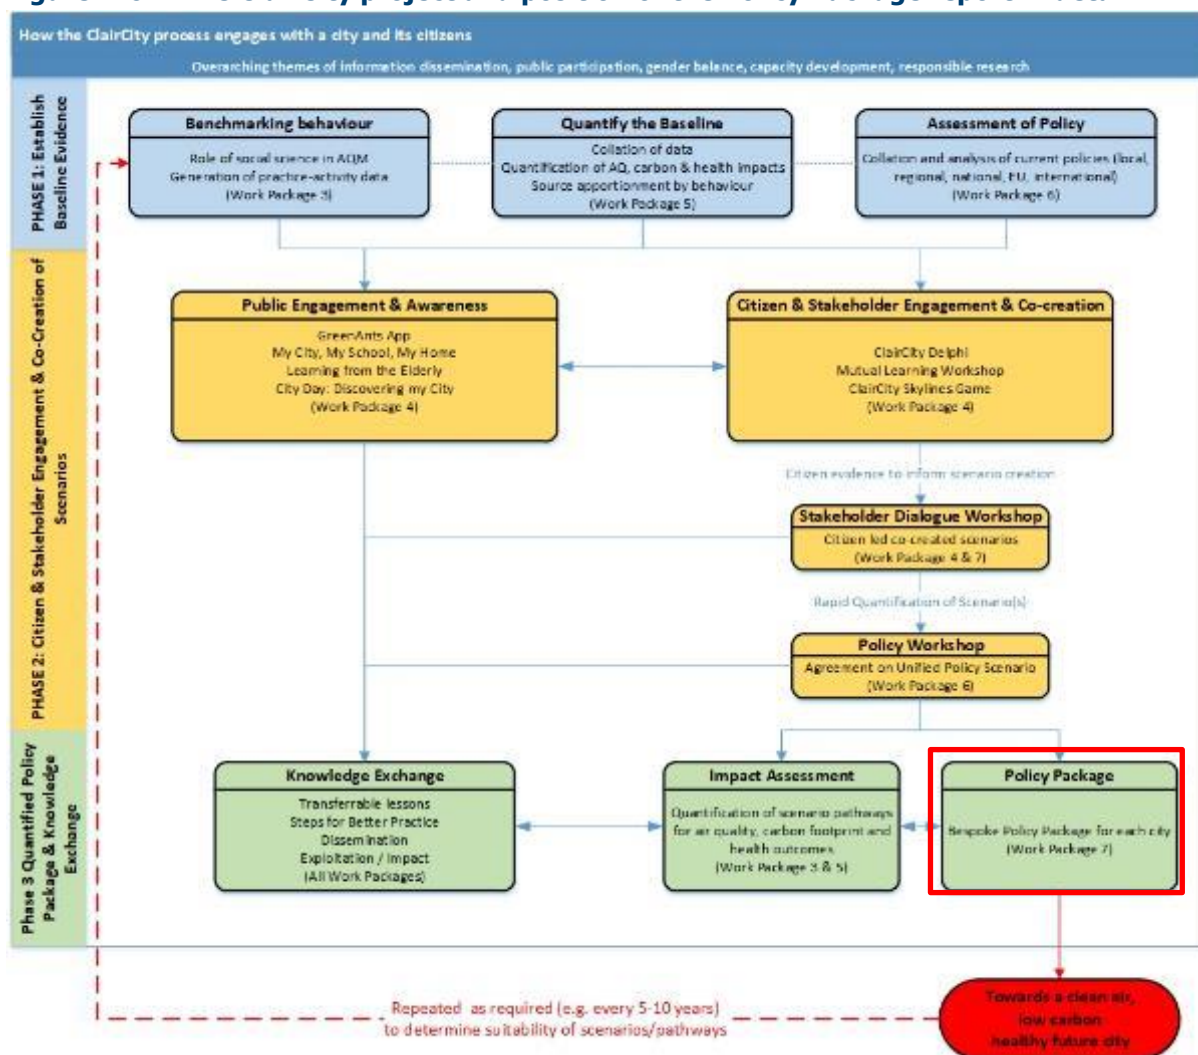 How the ClairCity process engages with a city and its citizens
Overarching themes of information dissemination, public participation, gender balance, capacity development, responsible research
PHASE 1: Establish
Baseline Evidence
Benchmarking behaviour
Role of social science in AQM
Generation of practice-activity data
(Work Package 3)
Quantify the Baseline
Collation of data
Quantification of AQ, carbon & health impacts
Source apportionment by behaviour
(Work Package 5)
Assessment of Policy
Collation and analysis of current policies (local,
regional, national, EU, international)
(Work Package 6)
PHASE 2: Citizen & Stakeholder Engagement & Co-Creation of
Scenarios
Public Engagement & Awareness
GreenAnts App
My City, My School, My Home
Learning from the Elderly
City Day: Discovering my City
(Work Package 4)
Citizen & Stakeholder Engagement & Co-creation
ClairCity Delphi
Mutual Learning Workshop
ClairCity Skylines Game
(Work Package 4)
Citizen evidence to inform scenario creation
Stakeholder Dialogue Workshop
Citizen led co-created scenarios
(Work Package 4 & 7)
Rapid Quantification of Scenario(s)
Policy Workshop
Agreement on Unified Policy Scenario
(Work Package 6)
Phase 3 Quantified Policy
Package & Knowledge
Exchange
Knowledge Exchange
Transferrable lessons
Steps for Better Practice
Dissemination
Exploitation / Impact
(All Work Packages)
Impact Assessment
Quantification of scenario pathways
for air quality, carbon footprint and
health outcomes
(Work Package 3 & 5)
Policy Package
Bespoke Policy Package for each city
(Work Package 7)
Repeated as required (e.g. every 5-10 years)
to determine suitability of scenarios/pathways
Towards a clean air,
low carbon
healthy future city